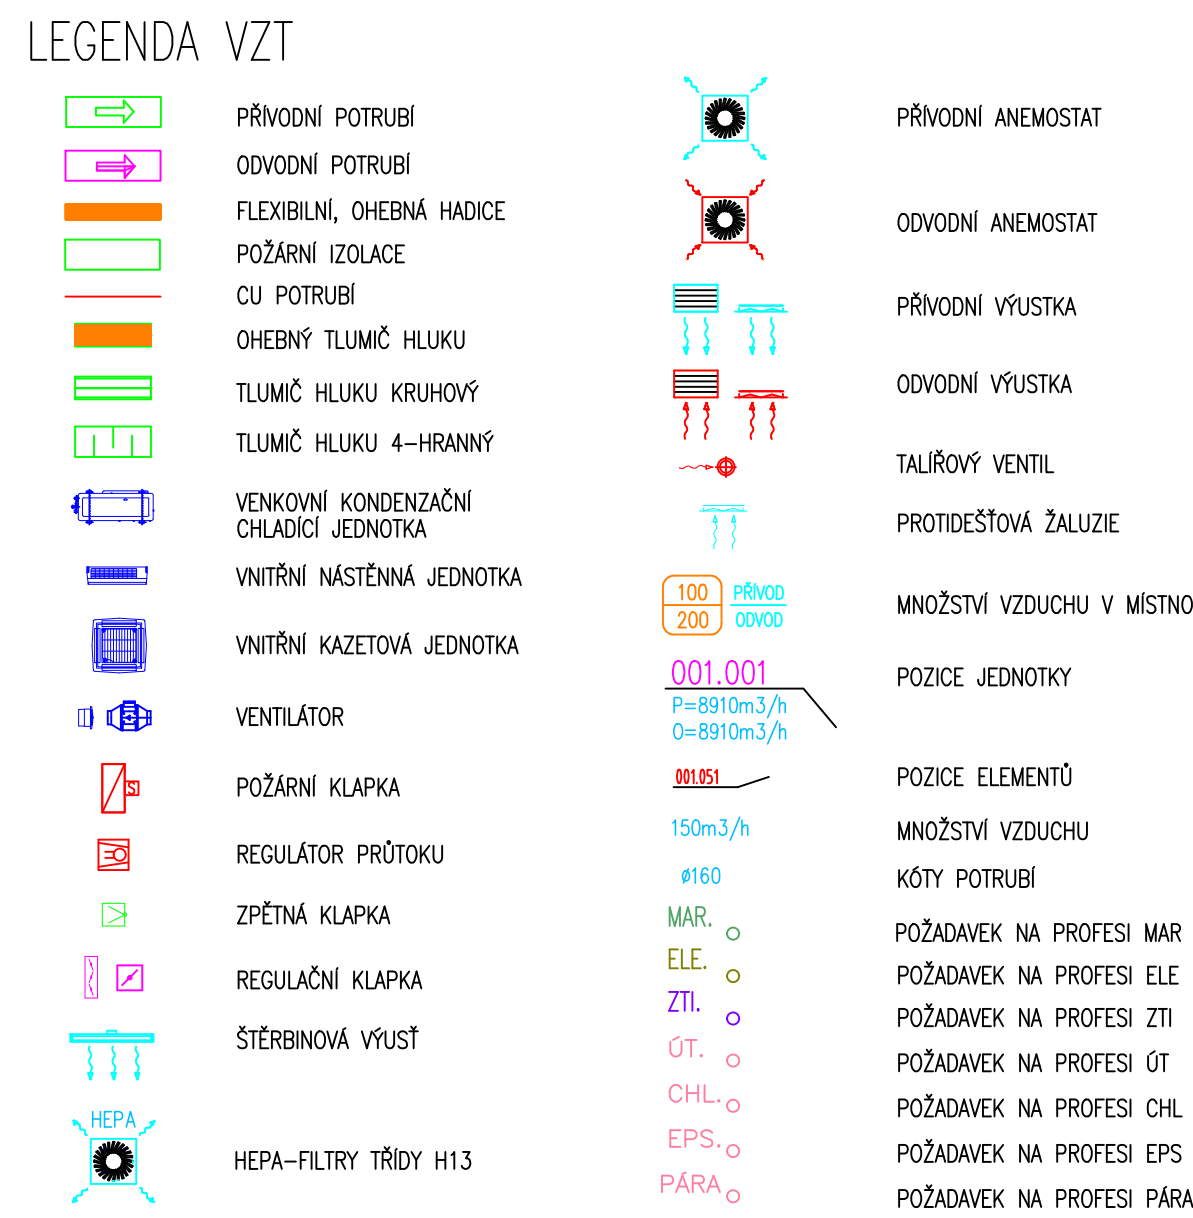 LEGENDA VZT
PŘÍVODNÍ POTRUBÍ
ODVODNÍ POTRUBÍ
FLEXIBILNÍ, OHEBNÁ HADICE
POŽÁRNÍ IZOLACE
CU POTRUBÍ
OHEBNÝ TLUMIČ HLUKU
TLUMIČ HLUKU KRUHOVÝ
TLUMIČ HLUKU 4-HRANNÝ
VENKOVNÍ KONDENZAČNÍ
CHLADÍCÍ JEDNOTKA
VNITŘNÍ NÁSTĚNNÁ JEDNOTKA
VNITŘNÍ KAZETOVÁ JEDNOTKA
VENTILÁTOR
S POŽÁRNÍ KLAPKA
REGULÁTOR PRŮTOKU
ZPĚTNÁ KLAPKA
REGULAČNÍ KLAPKA
ŠTĚRBINOVÁ VÝUSŤ
HEPA
HEPA-FILTRY TŘÍDY H13
PŘÍVODNÍ ANEMOSTAT
ODVODNÍ ANEMOSTAT
PŘÍVODNÍ VÝUSTKA
ODVODNÍ VÝUSTKA
TALÍŘOVÝ VENTIL
PROTIDEŠŤOVÁ ŽALUZIE
100 PŘÍVOD
200 ODVOD
MNOŽSTVÍ VZDUCHU V MÍSTNO
001.001
P=8910m3/h
O=8910m3/h
POZICE JEDNOTKY
001.051 POZICE ELEMENTŮ
150m3/h MNOŽSTVÍ VZDUCHU
ø160 KÓTY POTRUBÍ
MAR. POŽADAVEK NA PROFESI MAR
ELE. POŽADAVEK NA PROFESI ELE
ZTI. POŽADAVEK NA PROFESI ZTI
ÚT. POŽADAVEK NA PROFESI ÚT
CHL. POŽADAVEK NA PROFESI CHL
EPS. POŽADAVEK NA PROFESI EPS
PÁRA POŽADAVEK NA PROFESI PÁRA